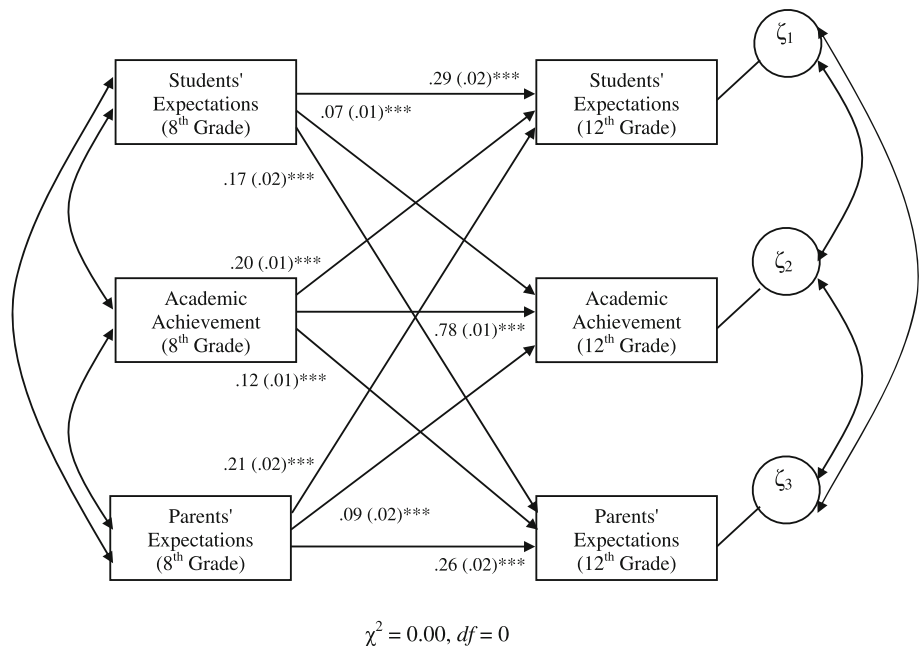 ζ1
Students'
Expectations
(8th Grade)
.29 (.02)***
.07 (.01)***
Students'
Expectations
(12th Grade)
.17 (.02)***
.20 (.01)***
ζ2
Academic
Achievement
(8th Grade)
Academic
Achievement
(12th Grade)
.78 (.01)***
.12 (.01)***
.21 (.02)***
ζ3
Parents'
Expectations
(8th Grade)
.09 (.02)***
Parents'
Expectations
(12th Grade)
.26 (.02)***
χ2 = 0.00, df = 0